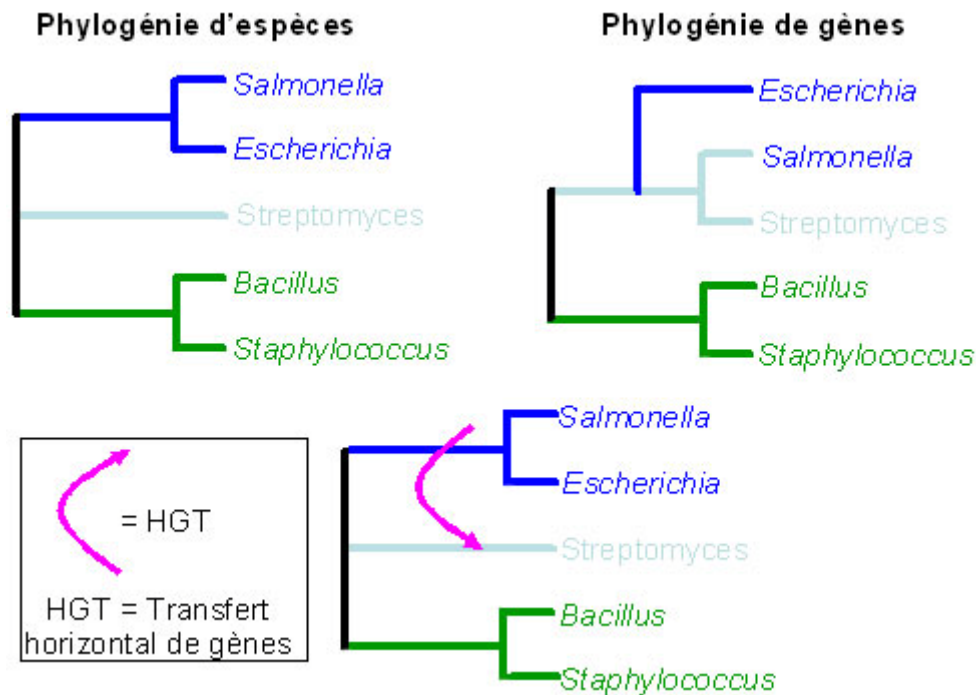 Phylogénie d'espèces
Salmonella
Escherichia
Streptomyces
Bacillus
Staphylococcus
Phylogénie de gènes
Escherichia
Salmonella
Streptomyces
Bacillus
Staphylococcus
= HGT
HGT = Transfert
horizontal de gènes
Salmonella
Escherichia
Streptomyces
Bacillus
Staphylococcus